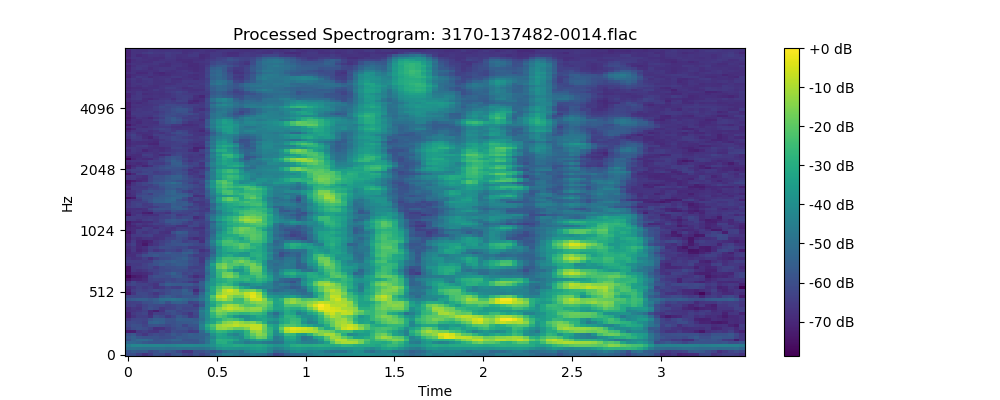 Processed Spectrogram: 3170-137482-0014.flac
Hz
4096
2048
1024
512
0
0 0.5 1 1.5 2 2.5 3
Time
+0 dB
-10 dB
-20 dB
-30 dB
-40 dB
-50 dB
-60 dB
-70 dB